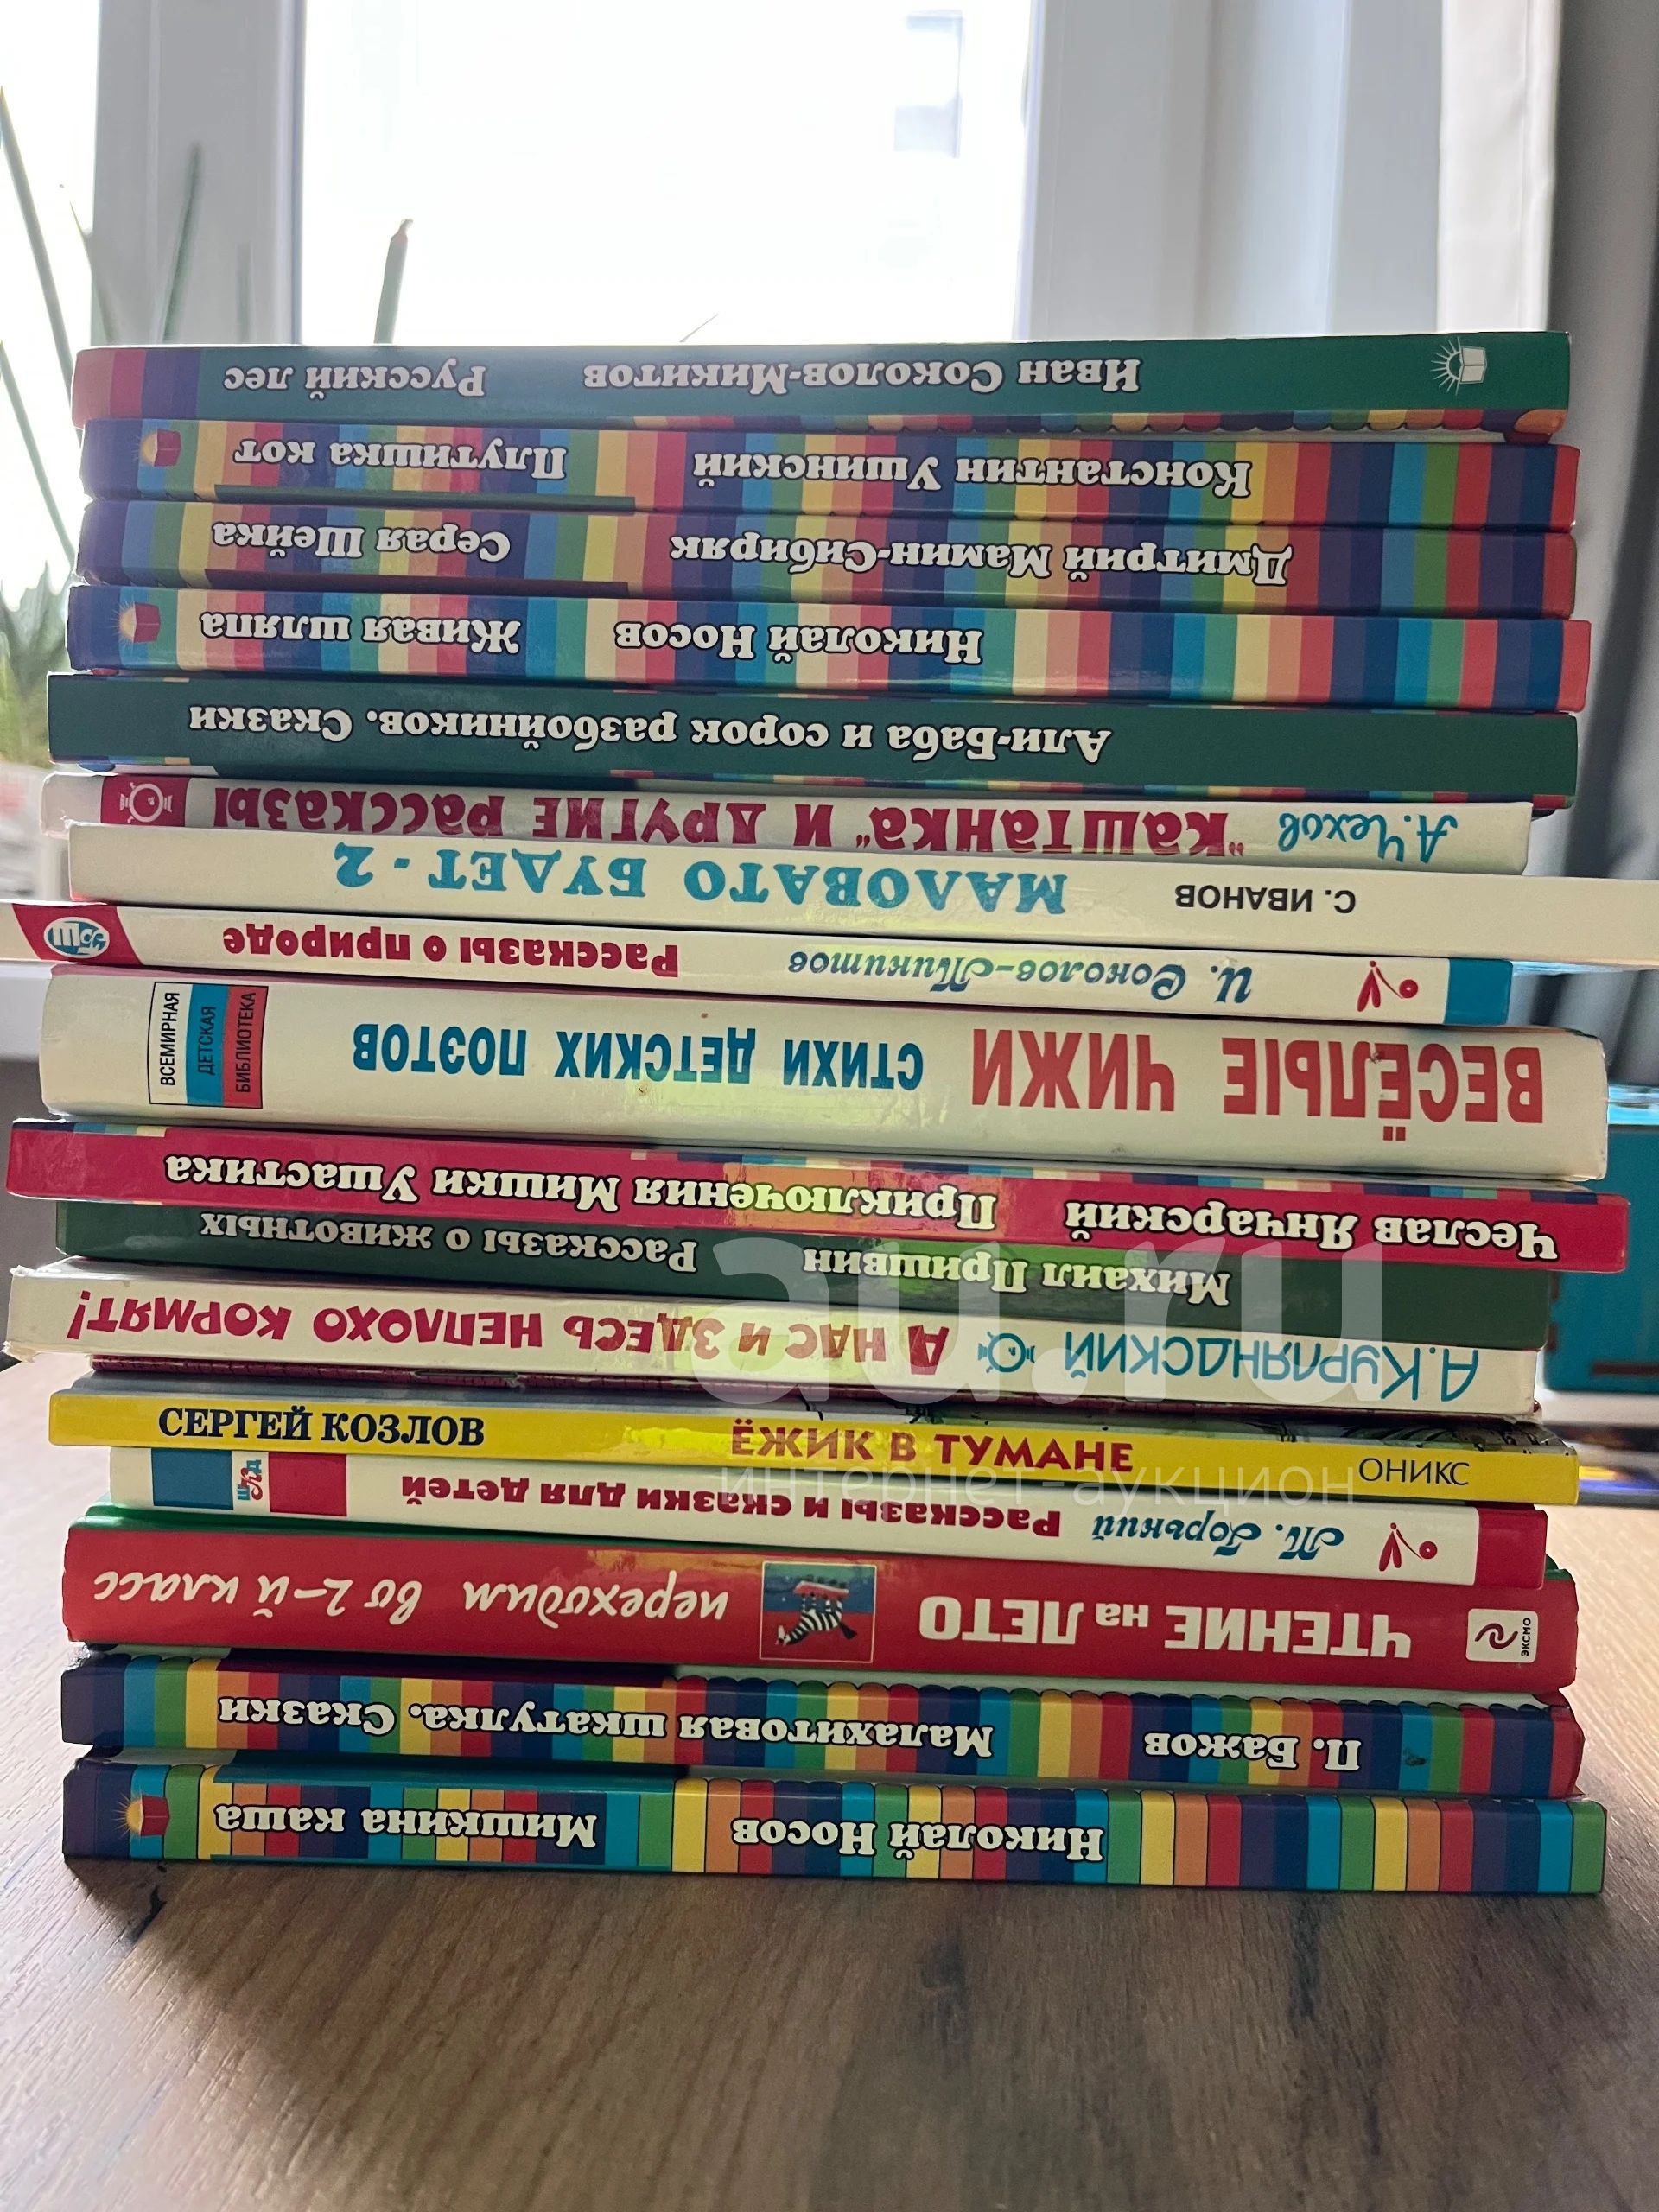 Иван Соколов-Микитов Русский лес
Константин Ушинский Плутишка кот
Дмитрий Мамин-Сибиряк Серая Шейка
Николай Носов Живая шляпа
Али-Баба и сорок разбойников. Сказки
А.Чехов "КАШТАНКА" И ДРУГИЕ РАССКАЗЫ
С. ИВАНОВ МАЛОВАТО БУДЕТ-2
И. Соколов-Микитов Рассказы о природе
ВЕСЁЛЫЕ ЧИЖИ СТИХИ ДЕТСКИХ ПОЭТОВ
ВСЕМИРНАЯ
ДЕТСКАЯ
БИБЛИОТЕКА
Чеслав Янчарский Приключения Мишки Ушастика
Михаил Пришвин Рассказы о животных
А.КУРЛЯНДСКИЙ А НАС И ЗДЕСЬ НЕПЛОХО КОРМЯТ!
СЕРГЕЙ КОЗЛОВ ЁЖИК В ТУМАНЕ ОНИКС
М. Горький Рассказы и сказки для детей
ЧТЕНИЕ на ЛЕТО переходим во 2-й класс
ЭКСМО
П. Бажов Малахитовая шкатулка. Сказки
Николай Носов Мишкина каша
au.ru
интернет-аукцион